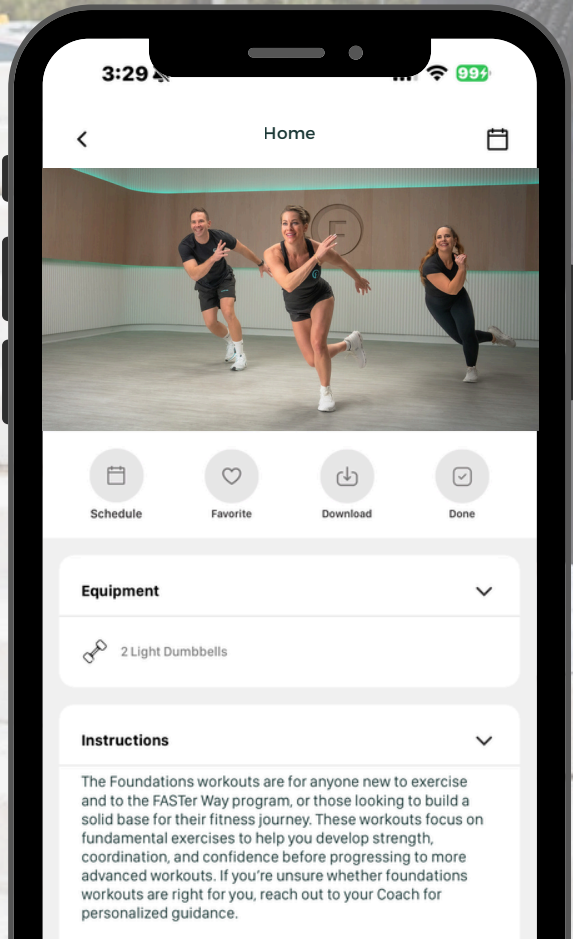 3:29
99
Home
F
Schedule
Favorite
Download
Done
Equipment
2 Light Dumbbells
Instructions
The Foundations workouts are for anyone new to exercise
and to the FASTer Way program, or those looking to build a
solid base for their fitness journey. These workouts focus on
fundamental exercises to help you develop strength,
coordination, and confidence before progressing to more
advanced workouts. If you're unsure whether foundations
workouts are right for you, reach out to your Coach for
personalized guidance.